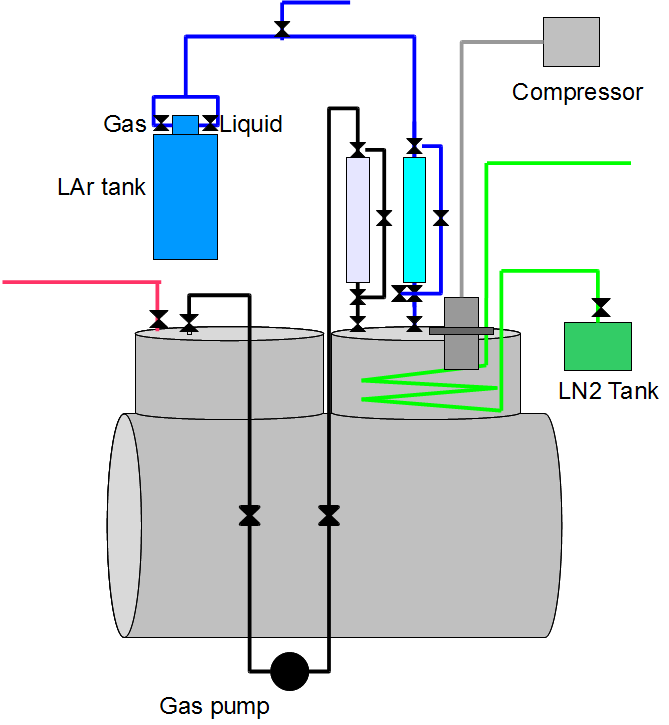 Compressor
Gas
Liquid
LAr tank
LN2 Tank
Gas pump